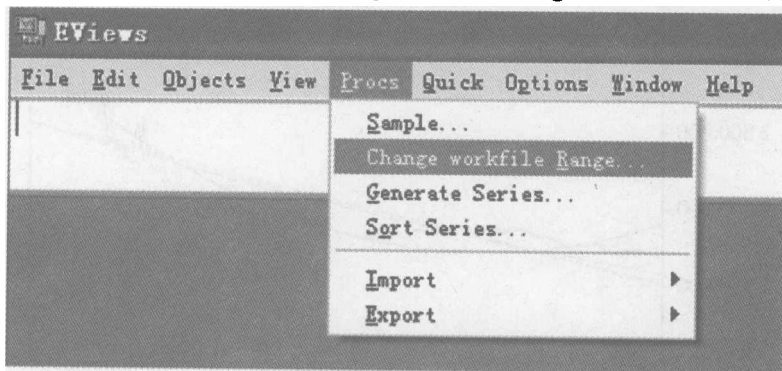 EViews
File Edit Objects View Procs Quick Options Window Help
Sample...
Change workfile Range...
Generate Series...
Sort Series...
Import
Export